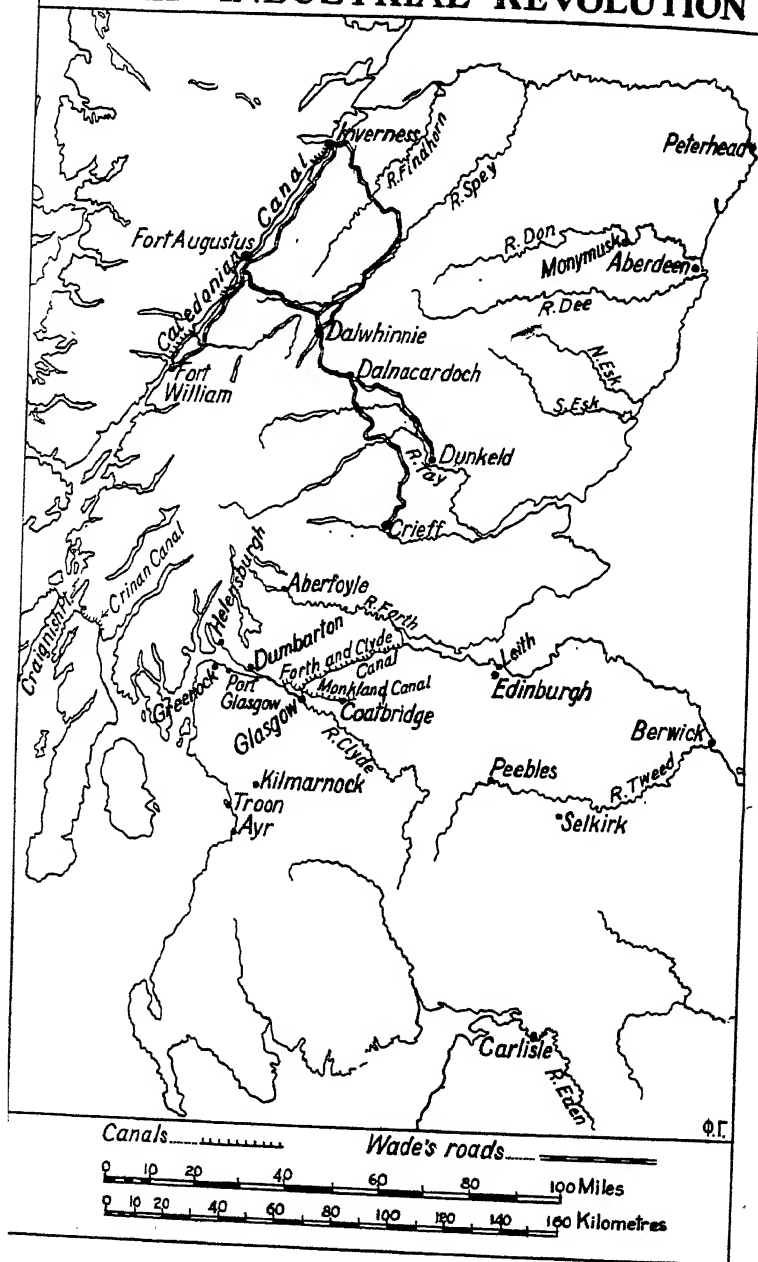 INDUSTRIAL REVOLUTION
Inverness
R. Findhorn
R. Spey
Peterhead
Caledonian Canal
Fort Augustus
R. Don
Monymusk
Aberdeen
R. Dee
Dalwhinnie
Fort
William
Dalnacardoch
N. Esk
S. Esk
R. Tay
Dunkeld
Crieff
Craignish Pt.
Crinan Canal
Helensburgh
Aberfoyle
R. Forth
Dumbarton
Forth and Clyde
Canal
Leith
Edinburgh
Greenock
Port
Glasgow
Monkland Canal
Glasgow
Coatbridge
R. Clyde
Berwick
Kilmarnock
Peebles
R. Tweed
Troon
Selkirk
Ayr
Carlisle
R. Eden
Φ.Γ.
Canals
Wade's roads
0 10 20 40 60 80 100 Miles
0 10 20 40 60 80 100 120 140 160 Kilometres